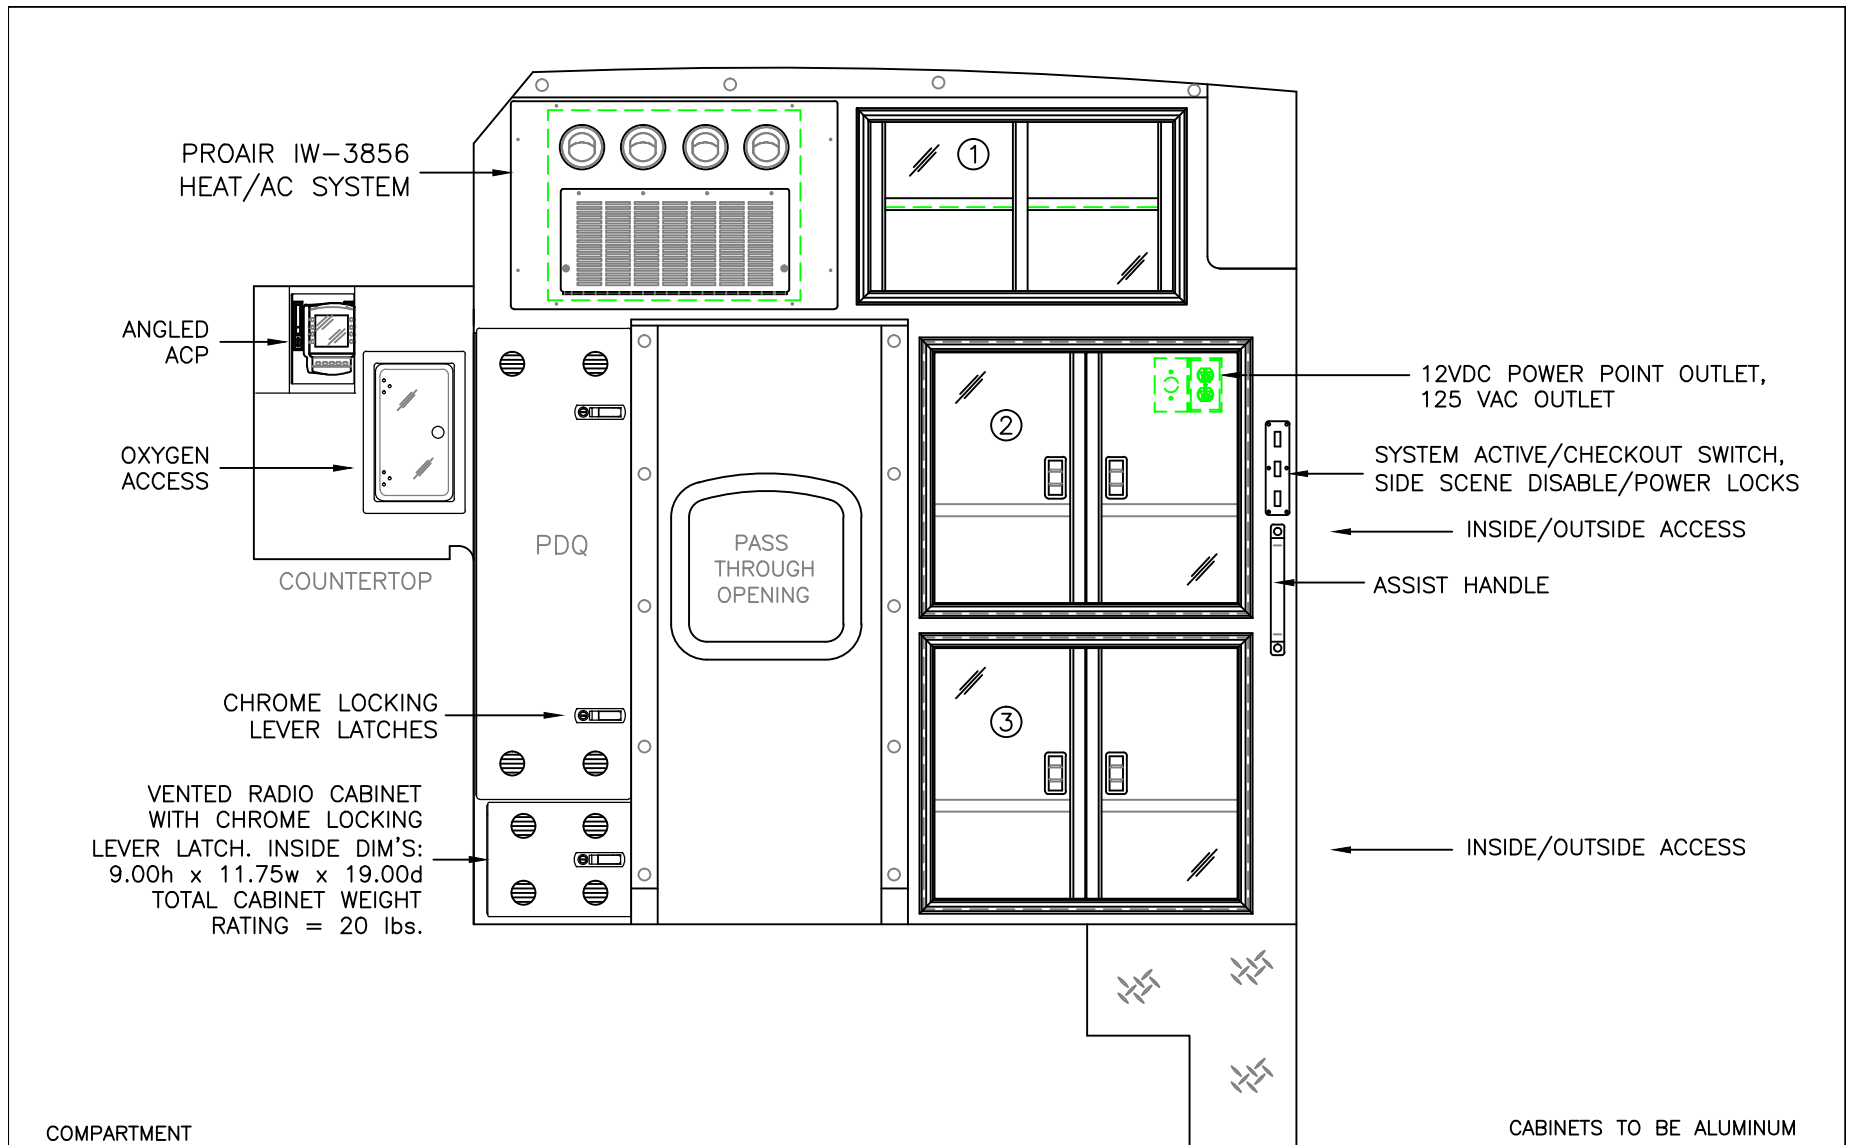 PROAIR IW-3856
HEAT/AC SYSTEM
1
ANGLED
ACP
12VDC POWER POINT OUTLET,
125 VAC OUTLET
2
OXYGEN
ACCESS
SYSTEM ACTIVE/CHECKOUT SWITCH,
SIDE SCENE DISABLE/POWER LOCKS
INSIDE/OUTSIDE ACCESS
PDQ
PASS
THROUGH
OPENING
COUNTERTOP
ASSIST HANDLE
CHROME LOCKING
LEVER LATCHES
3
VENTED RADIO CABINET
WITH CHROME LOCKING
LEVER LATCH. INSIDE DIM'S:
9.00h x 11.75w x 19.00d
TOTAL CABINET WEIGHT
RATING = 20 lbs.
INSIDE/OUTSIDE ACCESS
COMPARTMENT
CABINETS TO BE ALUMINUM